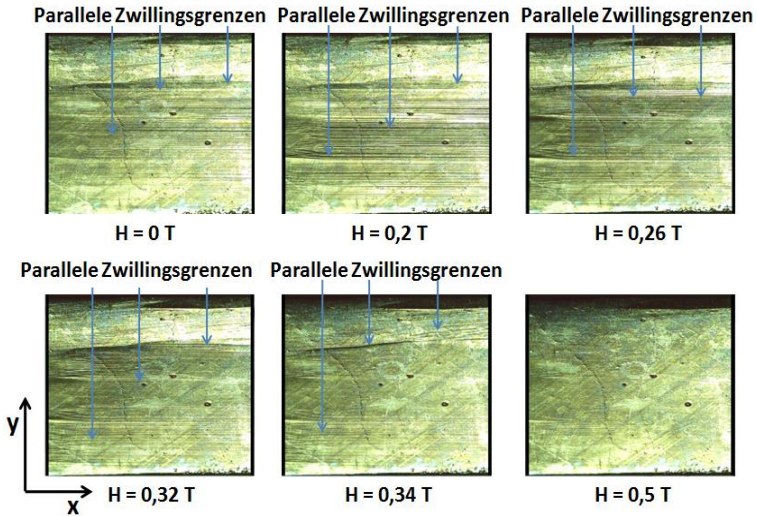 Parallele Zwillingsgrenzen Parallele Zwillingsgrenzen Parallele Zwillingsgrenzen
H = 0 T H = 0,2 T H = 0,26 T
Parallele Zwillingsgrenzen Parallele Zwillingsgrenzen
y
H = 0,32 T H = 0,34 T H = 0,5 T
x